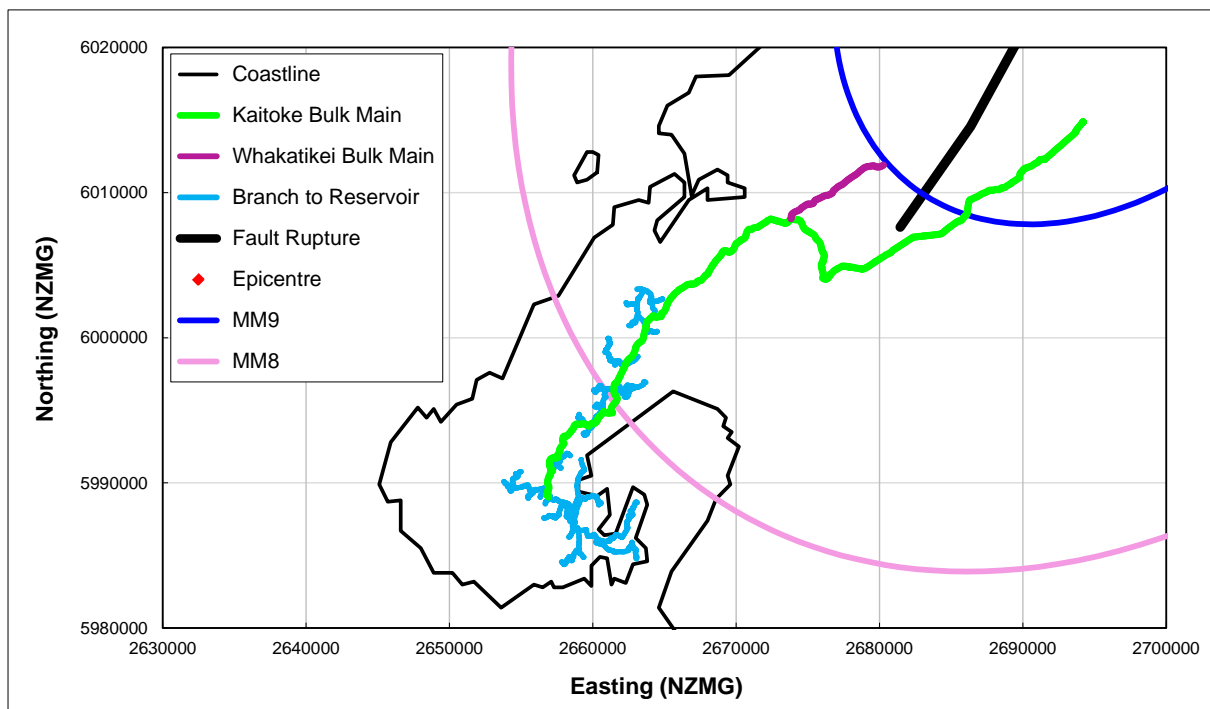 6020000
6010000
6000000
5990000
5980000
Northing (NZMG)
Coastline
Kaitoke Bulk Main
Whakatikei Bulk Main
Branch to Reservoir
Fault Rupture
Epicentre
MM9
MM8
2630000 2640000 2650000 2660000 2670000 2680000 2690000 2700000
Easting (NZMG)